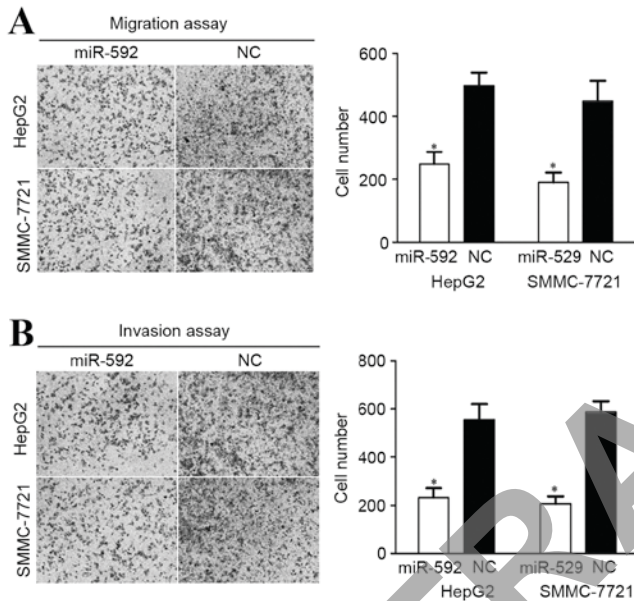 A
Migration assay
miR-592 NC
HepG2
SMMC-7721
Cell number
600
400
200
0
*
*
miR-592 NC miR-529 NC
HepG2 SMMC-7721
B
Invasion assay
miR-592 NC
HepG2
SMMC-7721
Cell number
800
600
400
200
0
*
*
miR-592 NC miR-529 NC
HepG2 SMMC-7721